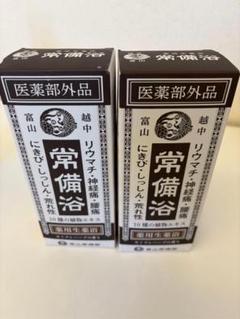 医薬部外品
越中
富山
リウマチ・神経痛・腰痛
常備浴
にきび・しっしん・荒れ性
10種の植物エキス
薬用生薬浴
医薬部外品
越中
富山
リウマチ・神経痛・腰痛
常備浴
にきび・しっしん・荒れ性
10種の植物エキス
薬用生薬浴